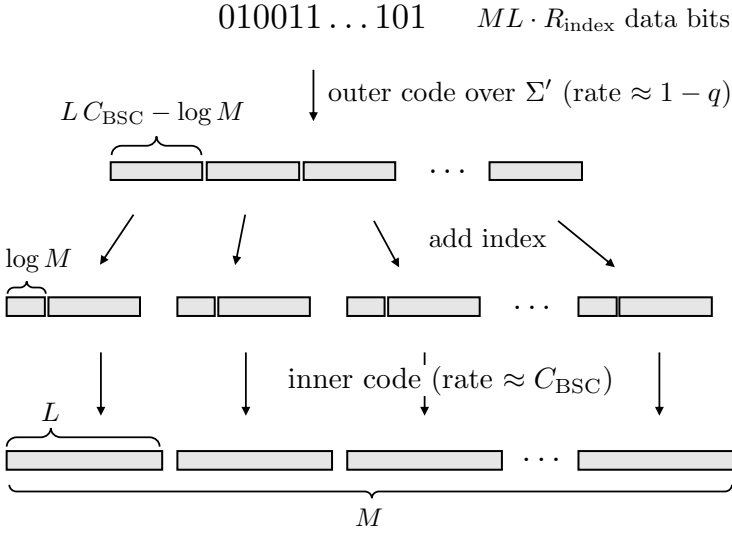 010011 . . . 101 ML · R_index data bits
outer code over Σ′ (rate ≈ 1 − q)
L C_BSC − log M
· · ·
add index
log M
· · ·
inner code (rate ≈ C_BSC)
L
· · ·
M